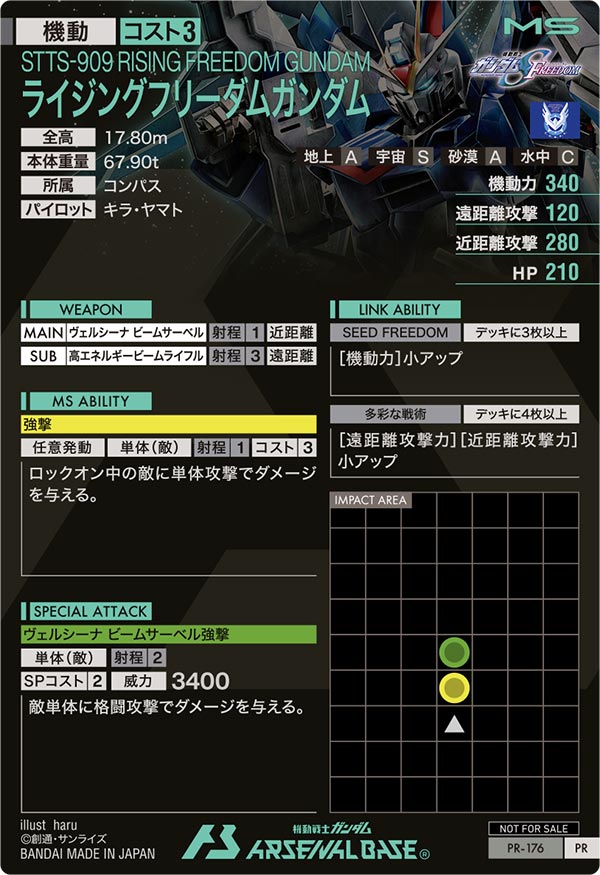 機動 コスト3
MS
STTS-909 RISING FREEDOM GUNDAM
ライジングフリーダムガンダム
機動戦士
ガンダム SEED FREEDOM
全高 17.80m
本体重量 67.90t
所属 コンパス
パイロット キラ・ヤマト
地上 A 宇宙 S 砂漠 A 水中 C
機動力 340
遠距離攻撃 120
近距離攻撃 280
HP 210
WEAPON
MAIN ヴェルシーナ ビームサーベル 射程 1 近距離
SUB 高エネルギービームライフル 射程 3 遠距離
MS ABILITY
強撃
任意発動 単体(敵) 射程 1 コスト 3
ロックオン中の敵に単体攻撃でダメージ
を与える。
SPECIAL ATTACK
ヴェルシーナ ビームサーベル強撃
単体(敵) 射程 2
SPコスト 2 威力 3400
敵単体に格闘攻撃でダメージを与える。
LINK ABILITY
SEED FREEDOM デッキに3枚以上
[機動力]小アップ
多彩な戦術 デッキに4枚以上
[遠距離攻撃力][近距離攻撃力]
小アップ
IMPACT AREA
illust haru
©創通・サンライズ
BANDAI MADE IN JAPAN
機動戦士ガンダム
AB ARSENAL BASE®
NOT FOR SALE
PR-176 PR